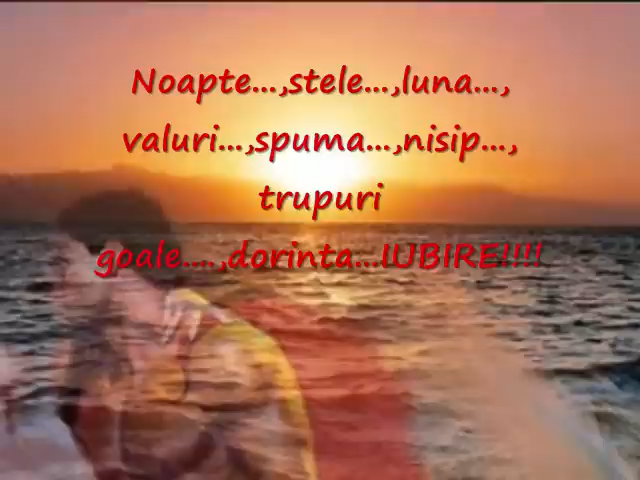 Noapte...,stele...,luna...,
valuri...,spuma...,nisip...,
trupuri
goale....,dorinta...IUBIRE!!!!